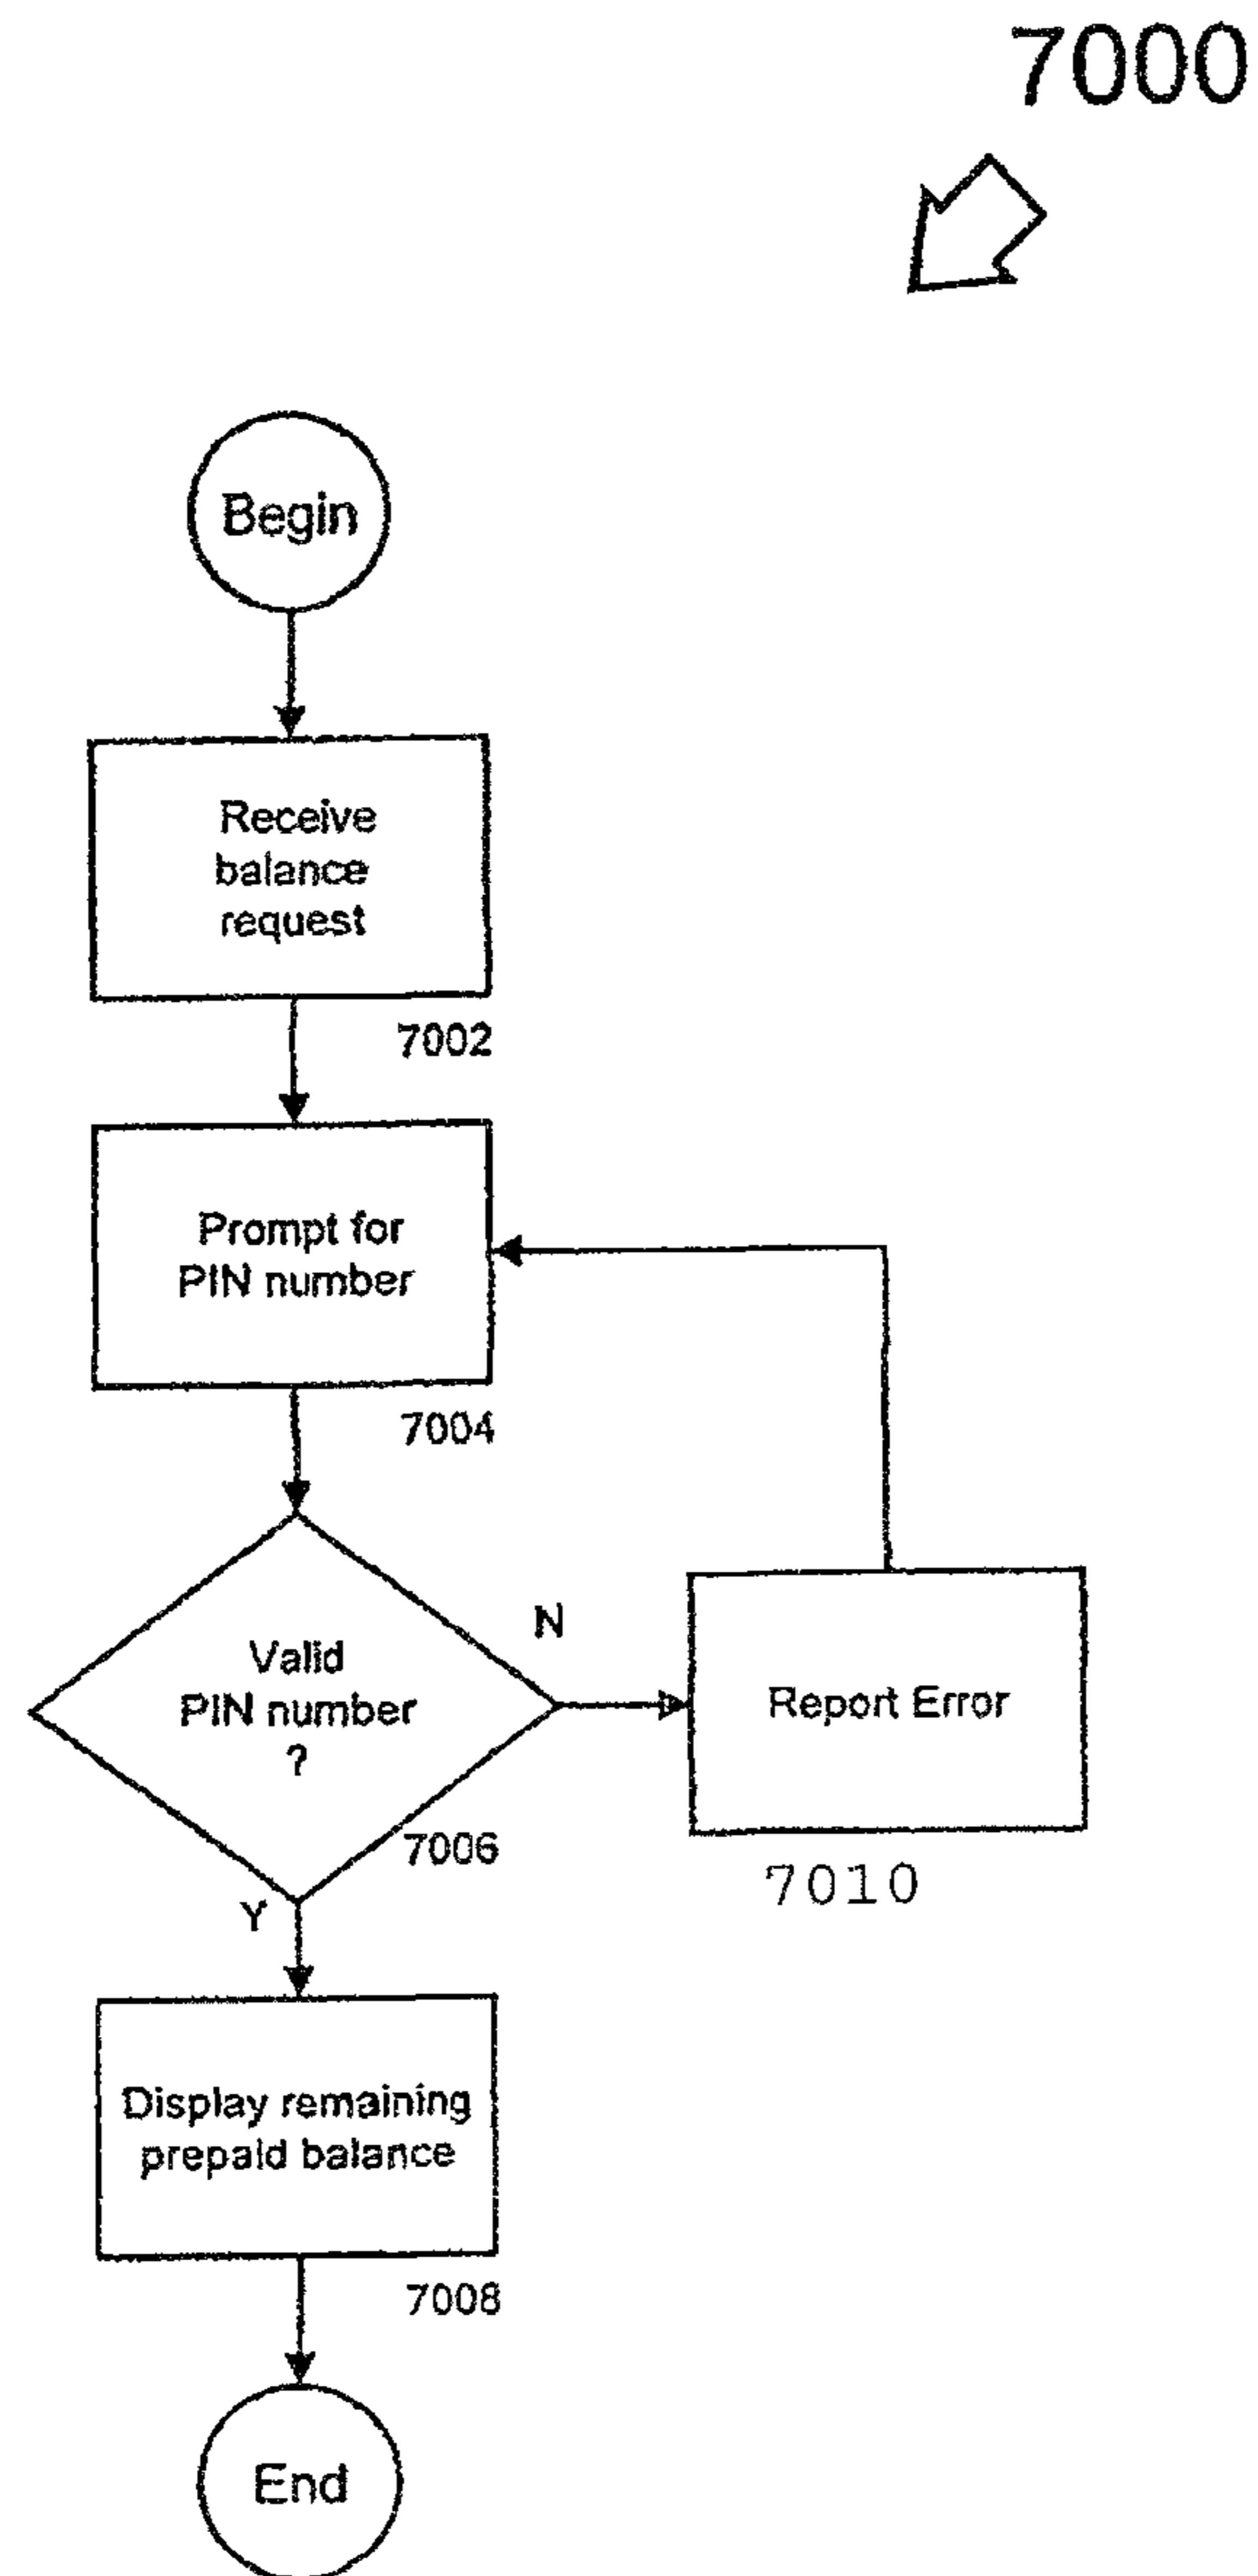 7000
Begin
Receive
balance
request
7002
Prompt for
PIN number
7004
Valid
PIN number
?
N
Report Error
7006
7010
Y
Display remaining
prepaid balance
7008
End